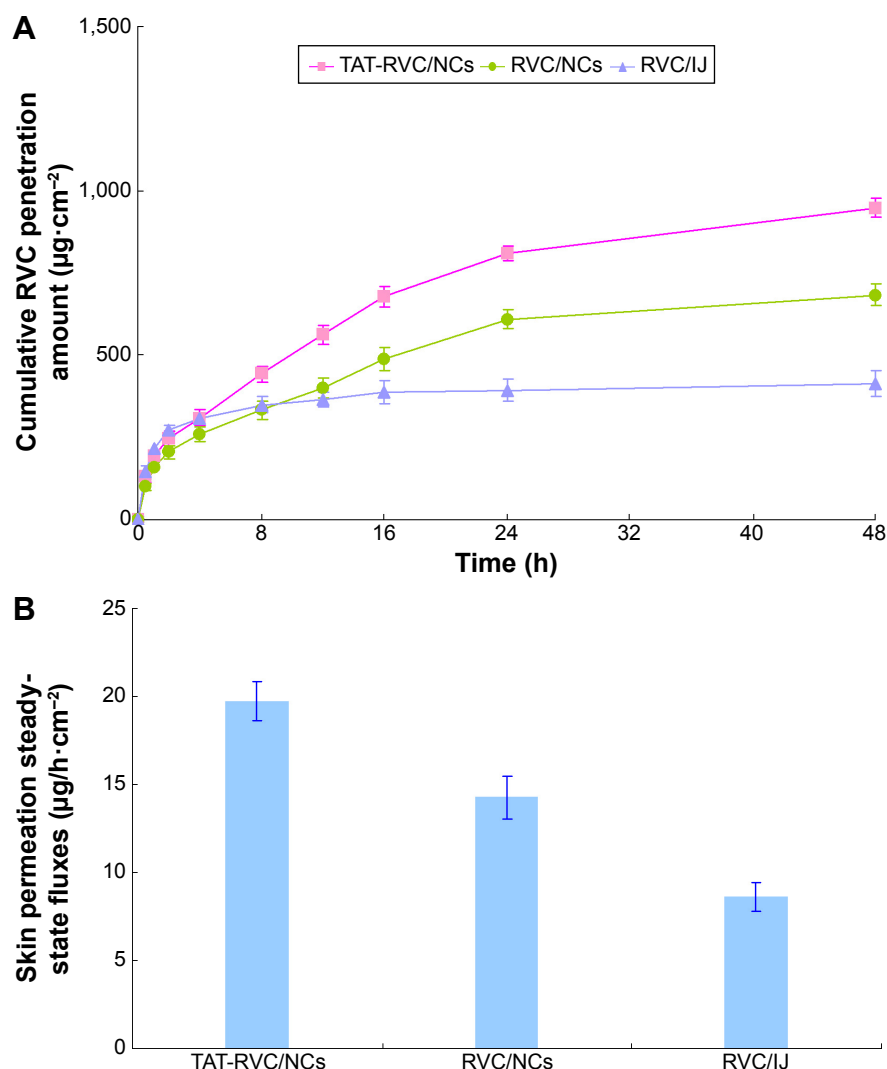 A
1,500
TAT-RVC/NCs RVC/NCs RVC/IJ
Cumulative RVC penetration
amount (µg·cm⁻²)
1,000
500
0
0 8 16 24 32 40 48
Time (h)
B
25
Skin permeation steady-
state fluxes (µg/h·cm⁻²)
20
15
10
5
0
TAT-RVC/NCs RVC/NCs RVC/IJ